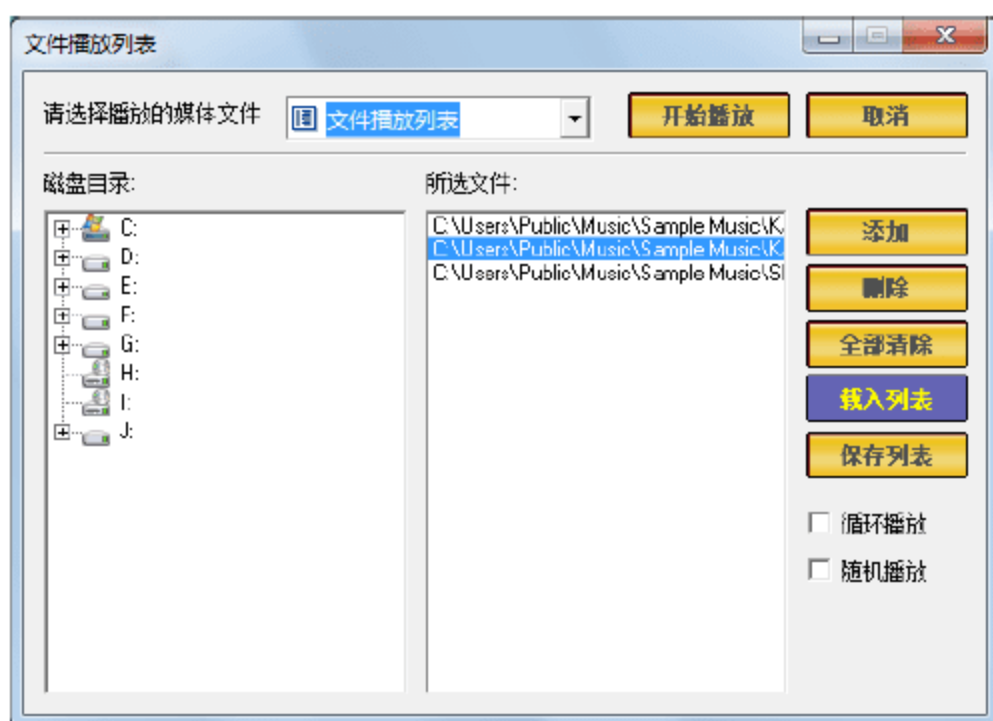 文件播放列表
请选择播放的媒体文件 文件播放列表 开始播放 取消
磁盘目录: 所选文件:
C: C:\Users\Public\Music\Sample Music\K
D: C:\Users\Public\Music\Sample Music\K
E: C:\Users\Public\Music\Sample Music\S
F:
G:
H:
I:
J:
添加
删除
全部清除
载入列表
保存列表
循环播放
随机播放